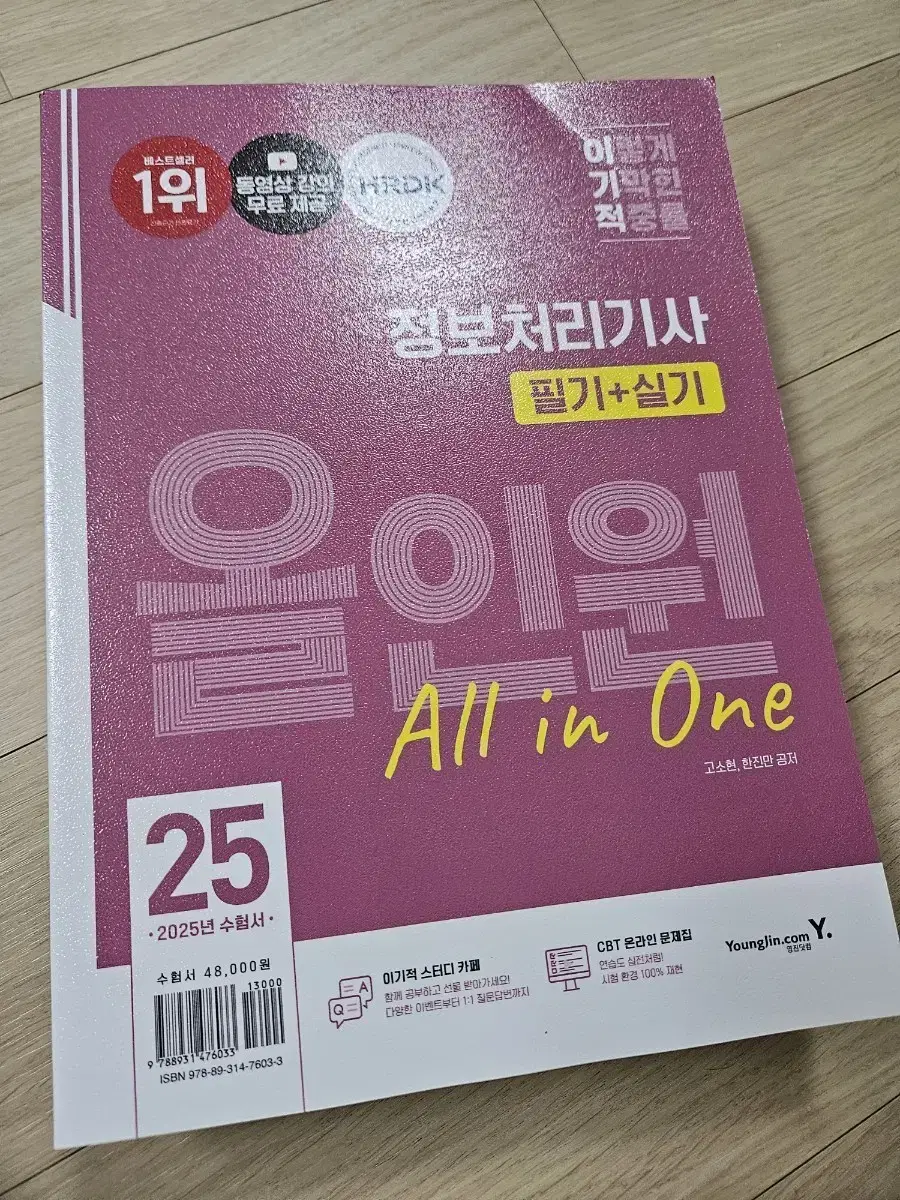 베스트셀러
1위
동영상 강의
무료 제공
HRDK
이렇게
기막힌
적중률
정보처리기사
필기+실기
올인원
All in One
고소현, 한진만 공저
25
· 2025년 수험서 ·
수험서 48,000원
13000
9 788931 476033
ISBN 978-89-314-7603-3
Q
A
이기적 스터디 카페
함께 공부하고 선물 받아가세요!
다양한 이벤트부터 1:1 질문답변까지
CBT 온라인 문제집
연습도 실전처럼!
시험 환경 100% 재현
YoungJin.com Y.
영진닷컴